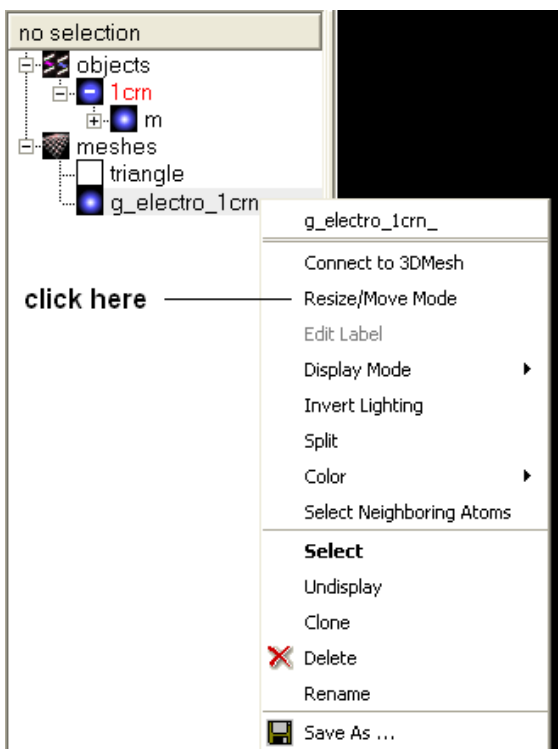 no selection
objects
1crn
m
meshes
triangle
g_electro_1crn
g_electro_1crn_
Connect to 3DMesh
click here
Resize/Move Mode
Edit Label
Display Mode
Invert Lighting
Split
Color
Select Neighboring Atoms
Select
Undisplay
Clone
Delete
Rename
Save As ...